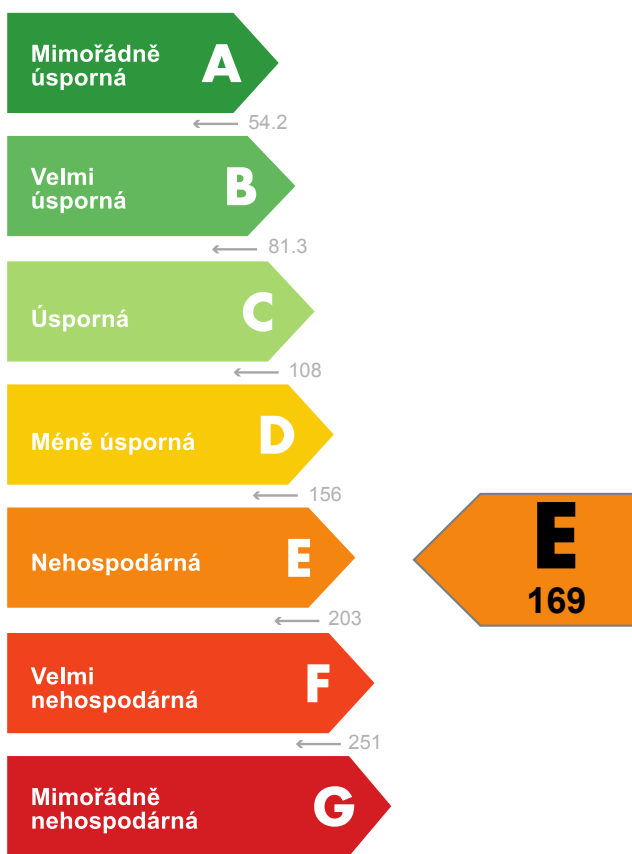 Mimořádně
úsporná
A
54.2
Velmi
úsporná
B
81.3
Úsporná
C
108
Méně úsporná
D
156
Nehospodárná
E
E
169
203
Velmi
nehospodárná
F
251
Mimořádně
nehospodárná
G